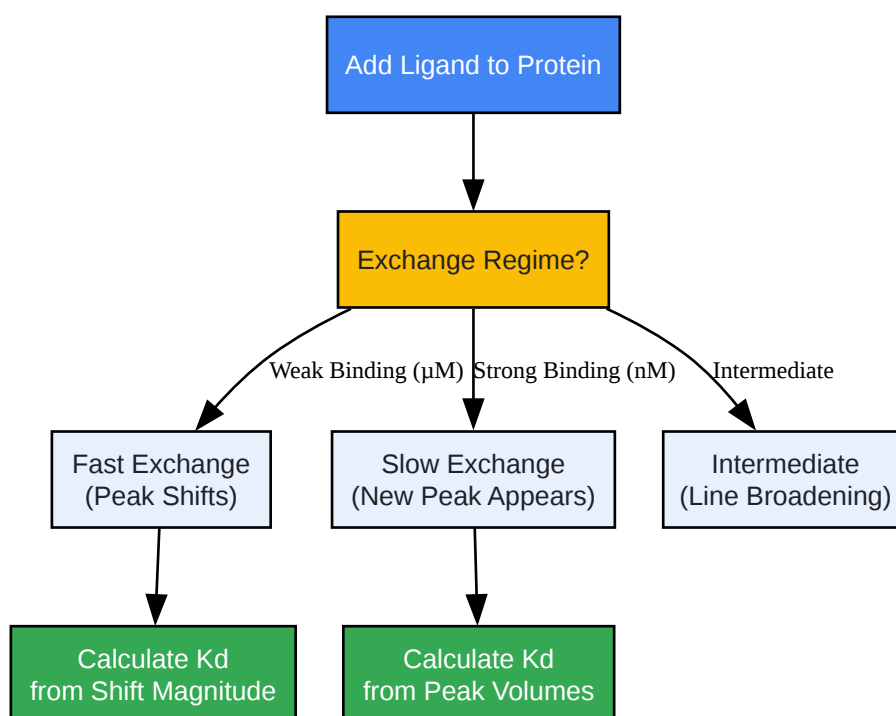 Add Ligand to Protein
Exchange Regime?
Weak Binding (µM)
Strong Binding (nM)
Intermediate
Fast Exchange
(Peak Shifts)
Slow Exchange
(New Peak Appears)
Intermediate
(Line Broadening)
Calculate Kd
from Shift Magnitude
Calculate Kd
from Peak Volumes